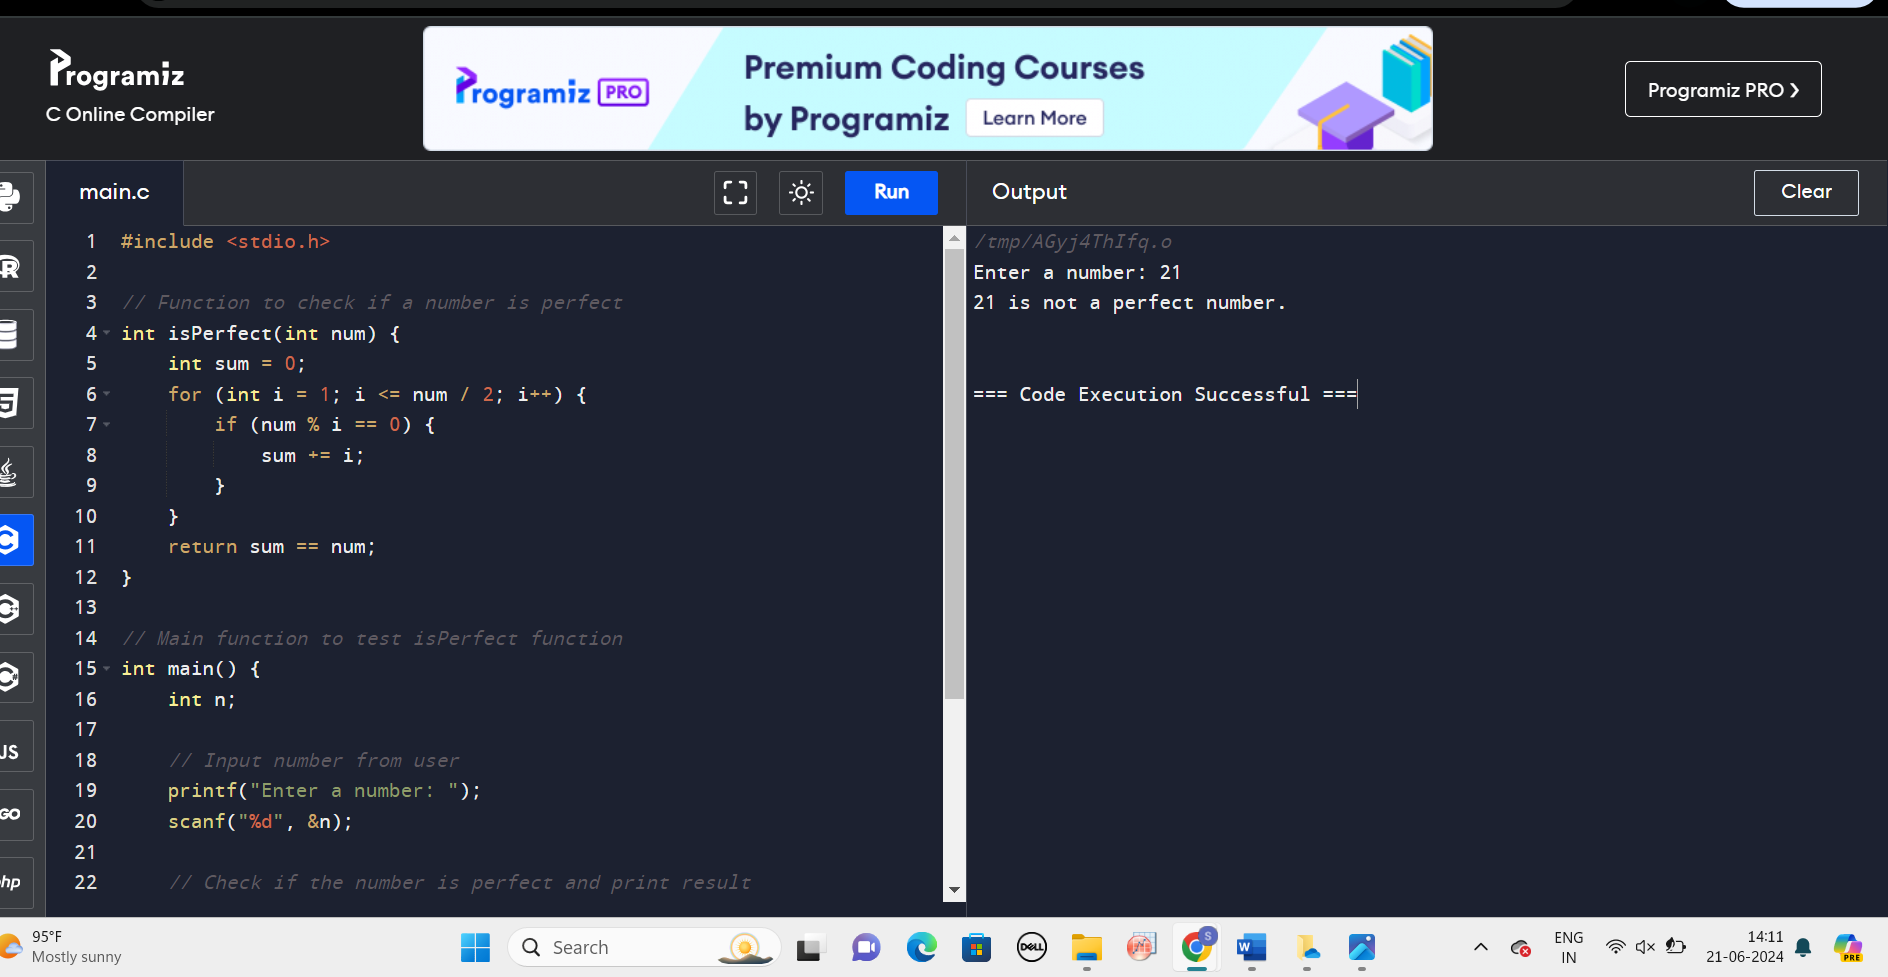 Programiz
C Online Compiler
Programiz PRO
Premium Coding Courses
by Programiz
Learn More
Programiz PRO ❯
main.c
Run
Output
Clear
1 #include <stdio.h>
2
3 // Function to check if a number is perfect
4 int isPerfect(int num) {
5 int sum = 0;
6 for (int i = 1; i <= num / 2; i++) {
7 if (num % i == 0) {
8 sum += i;
9 }
10 }
11 return sum == num;
12 }
13
14 // Main function to test isPerfect function
15 int main() {
16 int n;
17
18 // Input number from user
19 printf("Enter a number: ");
20 scanf("%d", &n);
21
22 // Check if the number is perfect and print result
/tmp/AGyj4ThIfq.o
Enter a number: 21
21 is not a perfect number.
=== Code Execution Successful ===
R
5
C
C++
C#
JS
GO
php
95°F
Mostly sunny
Search
DELL
S
W
ENG
IN
14:11
21-06-2024
PRE